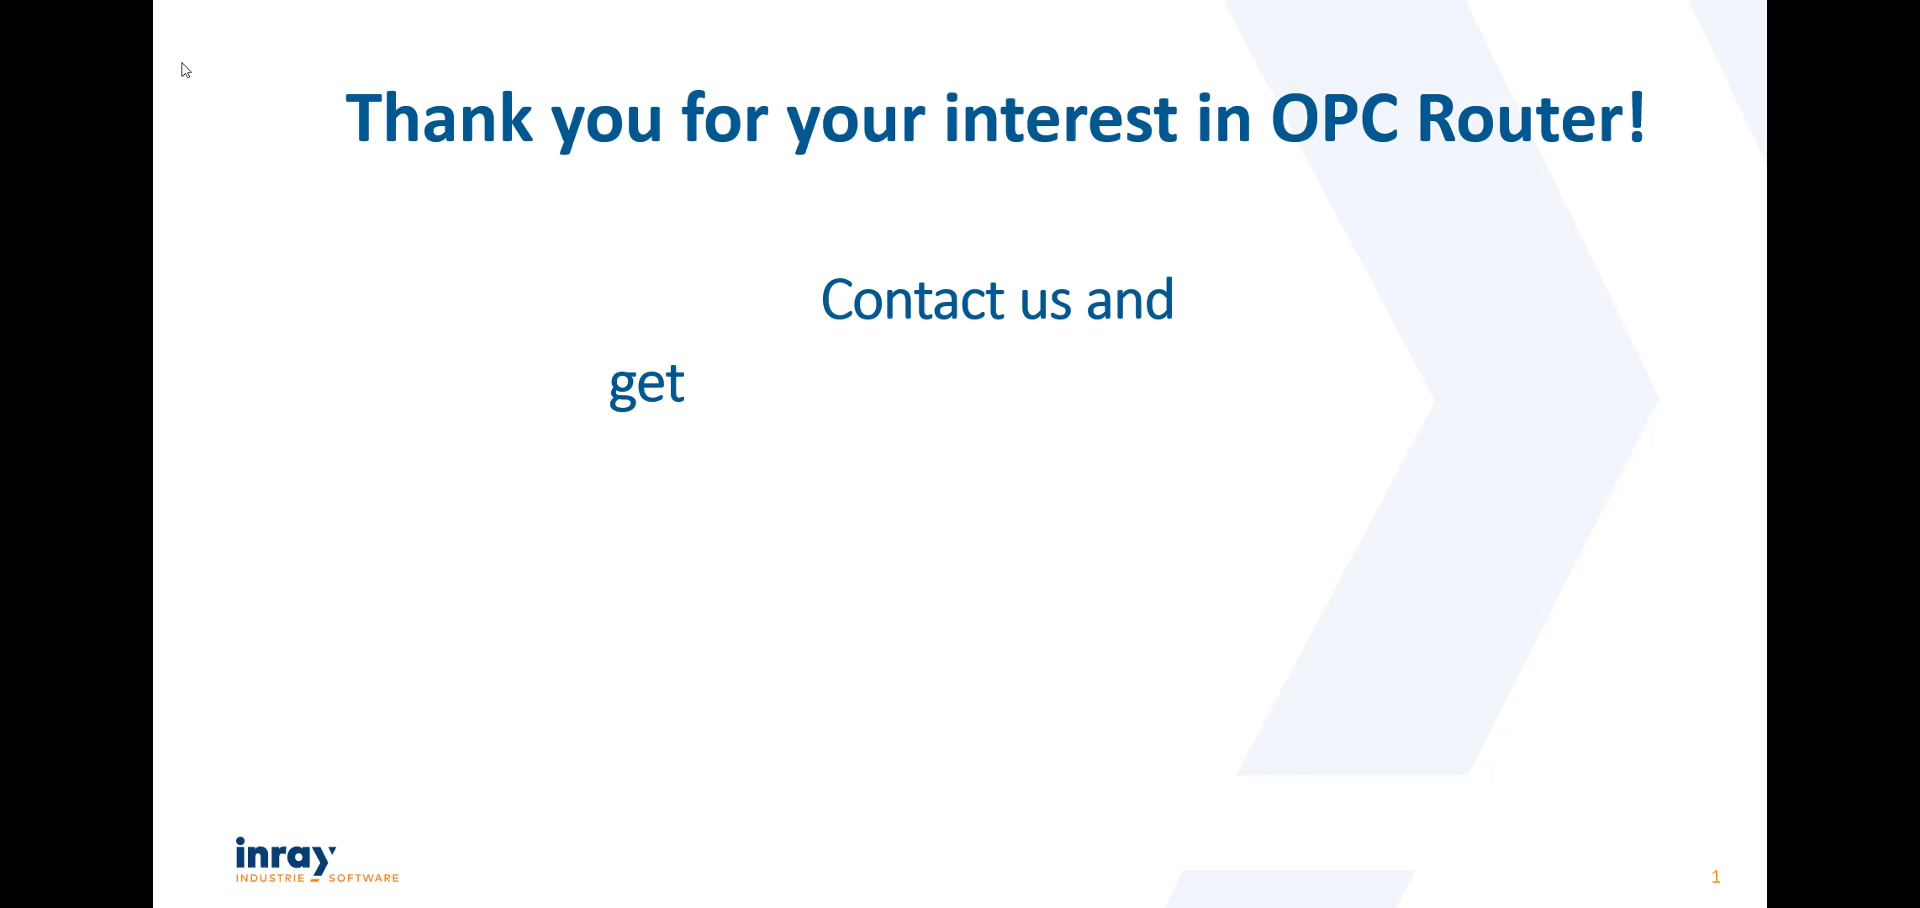 Thank you for your interest in OPC Router!
Contact us and
get
inray
INDUSTRIE SOFTWARE
1